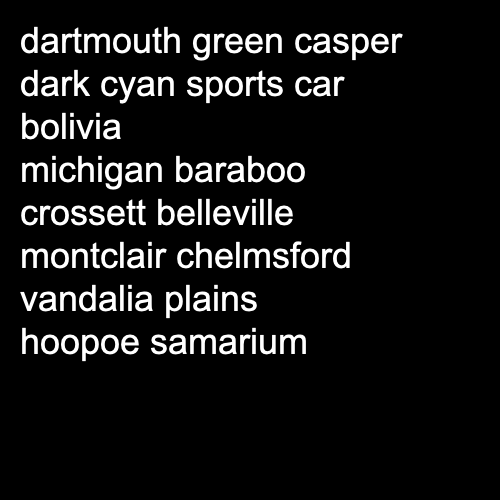 dartmouth green casper
dark cyan sports car
bolivia
michigan baraboo
crossett belleville
montclair chelmsford
vandalia plains
hoopoe samarium